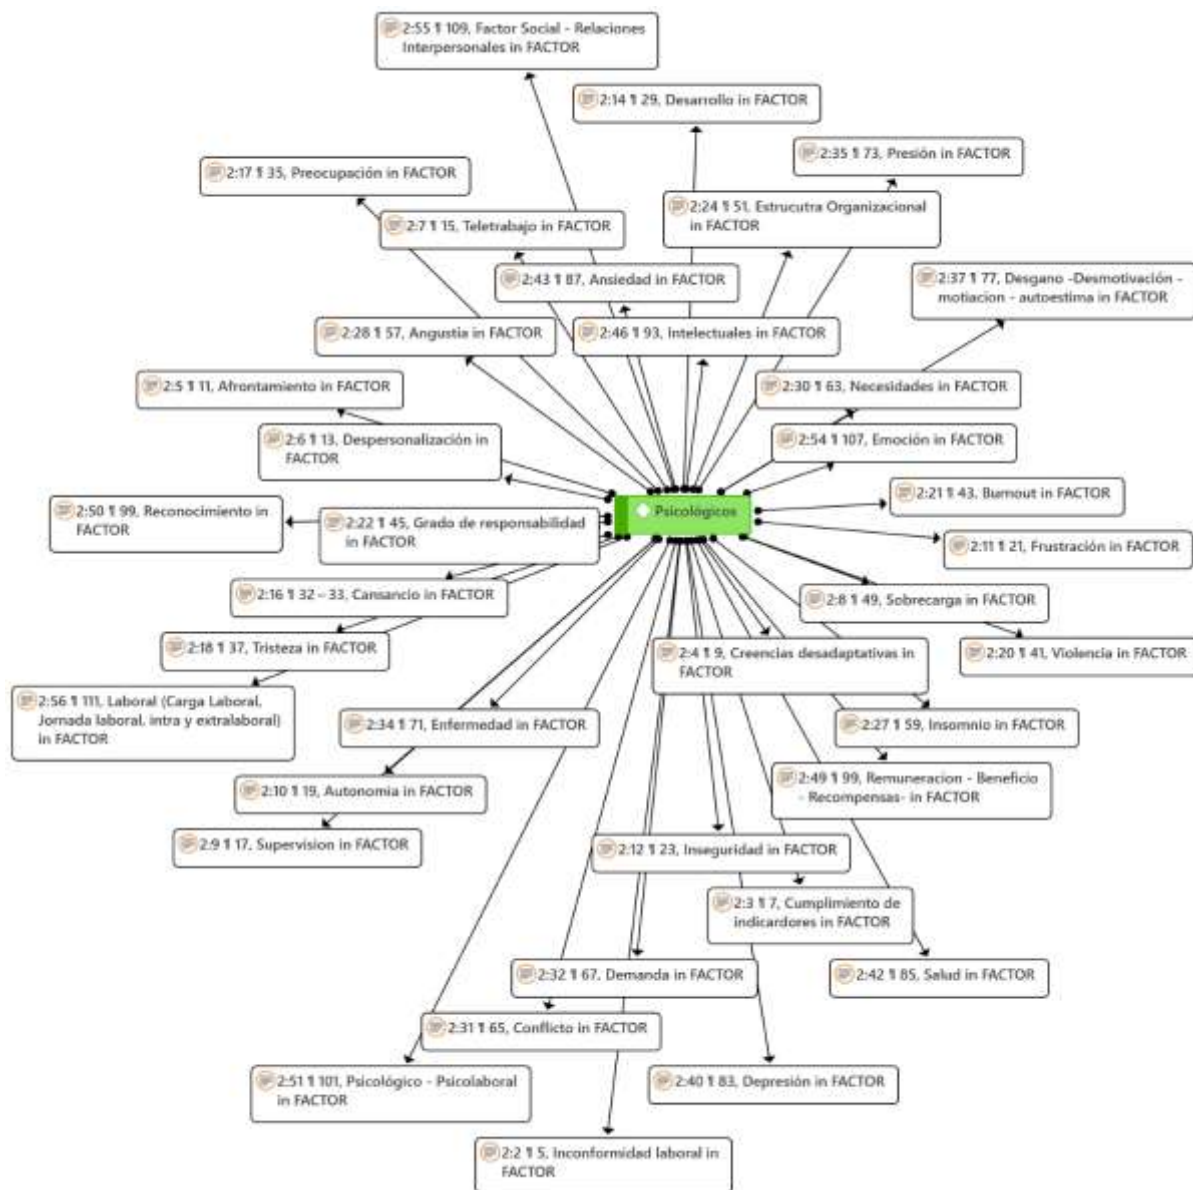 2:55 ¶ 109, Factor Social - Relaciones
Interpersonales in FACTOR
2:14 ¶ 29, Desarrollo in FACTOR
2:35 ¶ 73, Presión in FACTOR
2:17 ¶ 35, Preocupación in FACTOR
2:24 ¶ 51, Estrucutra Organizacional
in FACTOR
2:7 ¶ 15, Teletrabajo in FACTOR
2:43 ¶ 87, Ansiedad in FACTOR
2:37 ¶ 77, Desgano -Desmotivación -
motiacion - autoestima in FACTOR
2:28 ¶ 57, Angustia in FACTOR
2:46 ¶ 93, Intelectuales in FACTOR
2:5 ¶ 11, Afrontamiento in FACTOR
2:30 ¶ 63, Necesidades in FACTOR
2:6 ¶ 13, Despersonalización in
FACTOR
2:54 ¶ 107, Emoción in FACTOR
2:50 ¶ 99, Reconocimiento in
FACTOR
2:22 ¶ 45, Grado de responsabilidad
in FACTOR
Psicológicos
2:21 ¶ 43, Burnout in FACTOR
2:11 ¶ 21, Frustración in FACTOR
2:16 ¶ 32 – 33, Cansancio in FACTOR
2:8 ¶ 49, Sobrecarga in FACTOR
2:18 ¶ 37, Tristeza in FACTOR
2:4 ¶ 9, Creencias desadaptativas in
FACTOR
2:20 ¶ 41, Violencia in FACTOR
2:56 ¶ 111, Laboral (Carga Laboral,
Jornada laboral, intra y extralaboral)
in FACTOR
2:34 ¶ 71, Enfermedad in FACTOR
2:27 ¶ 59, Insomnio in FACTOR
2:10 ¶ 19, Autonomia in FACTOR
2:49 ¶ 99, Remuneracion - Beneficio
- Recompensas- in FACTOR
2:9 ¶ 17, Supervision in FACTOR
2:12 ¶ 23, Inseguridad in FACTOR
2:3 ¶ 7, Cumplimiento de
indicardores in FACTOR
2:32 ¶ 67, Demanda in FACTOR
2:42 ¶ 85, Salud in FACTOR
2:31 ¶ 65, Conflicto in FACTOR
2:51 ¶ 101, Psicológico - Psicolaboral
in FACTOR
2:40 ¶ 83, Depresión in FACTOR
2:2 ¶ 5, Inconformidad laboral in
FACTOR